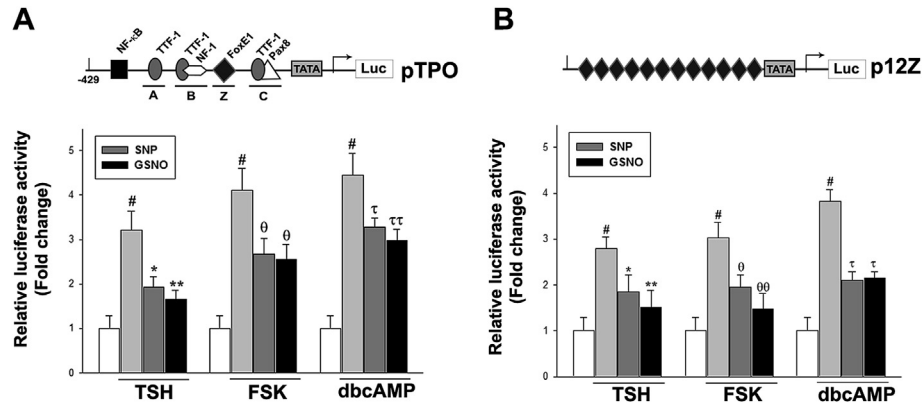 A
NF-κB
TTF-1
TTF-1
NF-1
FoxE1
TTF-1
Pax8
-429
TATA
Luc
pTPO
A B Z C
Relative luciferase activity
(Fold change)
5
4
3
2
1
0
SNP
GSNO
#
*
**
#
θ
θ
#
τ
ττ
TSH FSK dbcAMP
B
TATA
Luc
p12Z
Relative luciferase activity
(Fold change)
5
4
3
2
1
0
SNP
GSNO
#
*
**
#
θ
θθ
#
τ
τ
TSH FSK dbcAMP